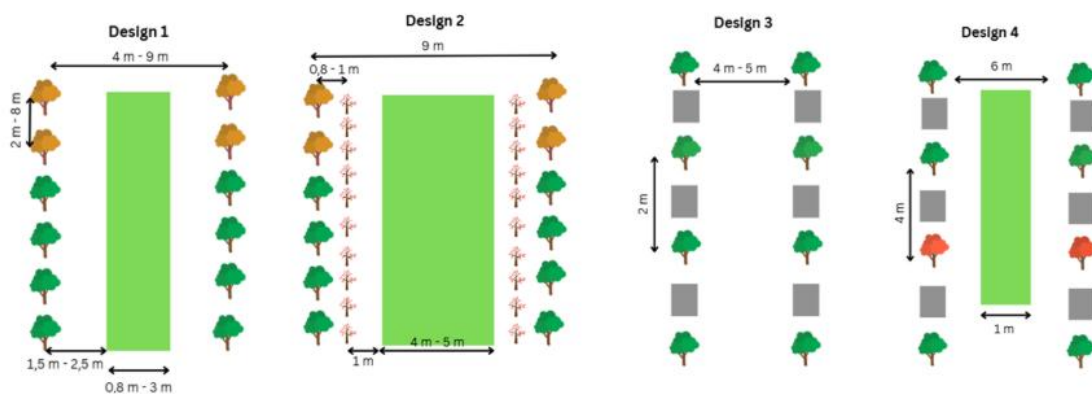 Design 1
4 m - 9 m
2 m - 8 m
1,5 m - 2,5 m
0,8 m - 3 m
Design 2
9 m
0,8 - 1 m
4 m - 5 m
1 m
Design 3
4 m - 5 m
2 m
Design 4
6 m
4 m
1 m